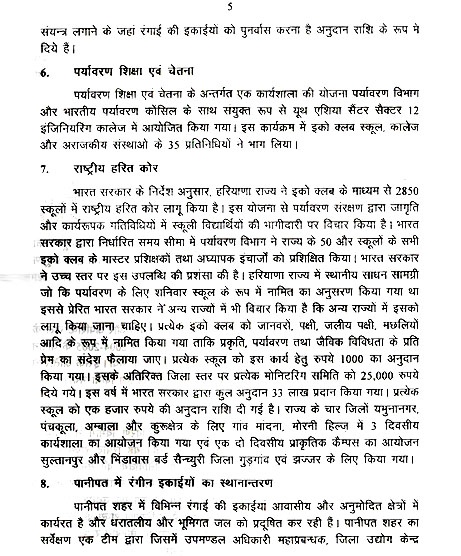 5
संयन्त्र लगाने के जहां रंगाई की इकाईयों को पुनर्वास करना है अनुदान राशि के रूप मे
दिये हैं।
6. पर्यावरण शिक्षा एवं चेतना
पर्यावरण शिक्षा एवं चेतना के अन्तर्गत एक कार्यशाला की योजना पर्यावरण विभाग
और भारतीय पर्यावरण कौसिल के साथ संयुक्त रूप से यूथ एशिया सैंटर सैक्टर 12
इंजिनियरिंग कालेज में आयोजित किया गया। इस कार्यक्रम में इको क्लब स्कूल, कालेज
और अराजकीय संस्थाओ के 35 प्रतिनिधियों ने भाग लिया।
7. राष्ट्रीय हरित कोर
भारत सरकार के निर्देश अनुसार, हरियाणा राज्य ने इको क्लब के माध्यम से 2850
स्कूलों में राष्ट्रीय हरित कोर लागू किया है। इस योजना से पर्यावरण संरक्षण द्वारा जागृति
और कार्यरूपक गतिविधियों में स्कूली विद्यार्थियों की भागीदारी पर विचार किया है। भारत
सरकार द्वारा निर्धारित समय सीमा में पर्यावरण विभाग ने राज्य के 50 और स्कूलों के सभी
इको क्लब के मास्टर प्रशिक्षकों तथा अध्यापक इंचार्जो को प्रशिक्षित किया। भारत सरकार
ने उच्च स्तर पर इस उपलब्धि की प्रशंसा की है। हरियाणा राज्य में स्थानीय साधन सामग्री
जो कि पर्यावरण के लिए शनिवार स्कूल के रूप में नामित का अनुसरण किया गया था
इससे प्रेरित भारत सरकार ने अन्य राज्यों में भी विचार किया है कि अन्य राज्यों में इसको
लागू किया जाना चाहिए। प्रत्येक इको क्लब को जानवरों, पक्षी, जलीय पक्षी, मछलियों
आदि के रूप में नामित किया गया ताकि प्रकृति, पर्यावरण तथा जैविक विविधता के प्रति
प्रेम का संदेश फैलाया जाए। प्रत्येक स्कूल को इस कार्य हेतु रुपये 1000 का अनुदान
किया गया। इसके अतिरिक्त जिला स्तर पर प्रत्येक मोनिटरिंग समिति को 25,000 रुपये
दिये गये। इस वर्ष में भारत सरकार द्वारा कुल अनुदान 33 लाख प्रदान किया गया। प्रत्येक
स्कूल को एक हजार रुपये की अनुदान राशि दी गई है। राज्य के चार जिलों यमुनानगर,
पंचकूला, अम्बाला और कुरूक्षेत्र के लिए गांव मांदना, मोरनी हिल्ज में 3 दिवसीय
कार्यशाला का आयोजन किया गया एवं एक दो दिवसीय प्राकृतिक कैम्पस का आयोजन
सुल्तानपुर और भिंडावास बर्ड सैन्चुरी जिला गुड़गांव एवं झज्जर के लिए किया गया।
8. पानीपत में रंगीन इकाईयों का स्थानान्तरण
पानीपत शहर में विभिन्न रंगाई की इकाईया आवासीय और अनुमोदित क्षेत्रों में
कार्यरत है और धरातलीय और भूमिगत जल को प्रदूषित कर रही है। पानीपत शहर का
सर्वेक्षण एक टीम द्वारा जिसमें उपमण्डल अधिकारी महाप्रबन्धक, जिला उद्योग केन्द्र